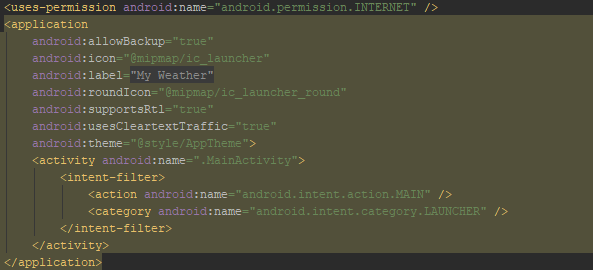 <uses-permission android:name="android.permission.INTERNET" />
<application
    android:allowBackup="true"
    android:icon="@mipmap/ic_launcher"
    android:label="My Weather"
    android:roundIcon="@mipmap/ic_launcher_round"
    android:supportsRtl="true"
    android:usesCleartextTraffic="true"
    android:theme="@style/AppTheme">
    <activity android:name=".MainActivity">
        <intent-filter>
            <action android:name="android.intent.action.MAIN" />
            <category android:name="android.intent.category.LAUNCHER" />
        </intent-filter>
    </activity>
</application>